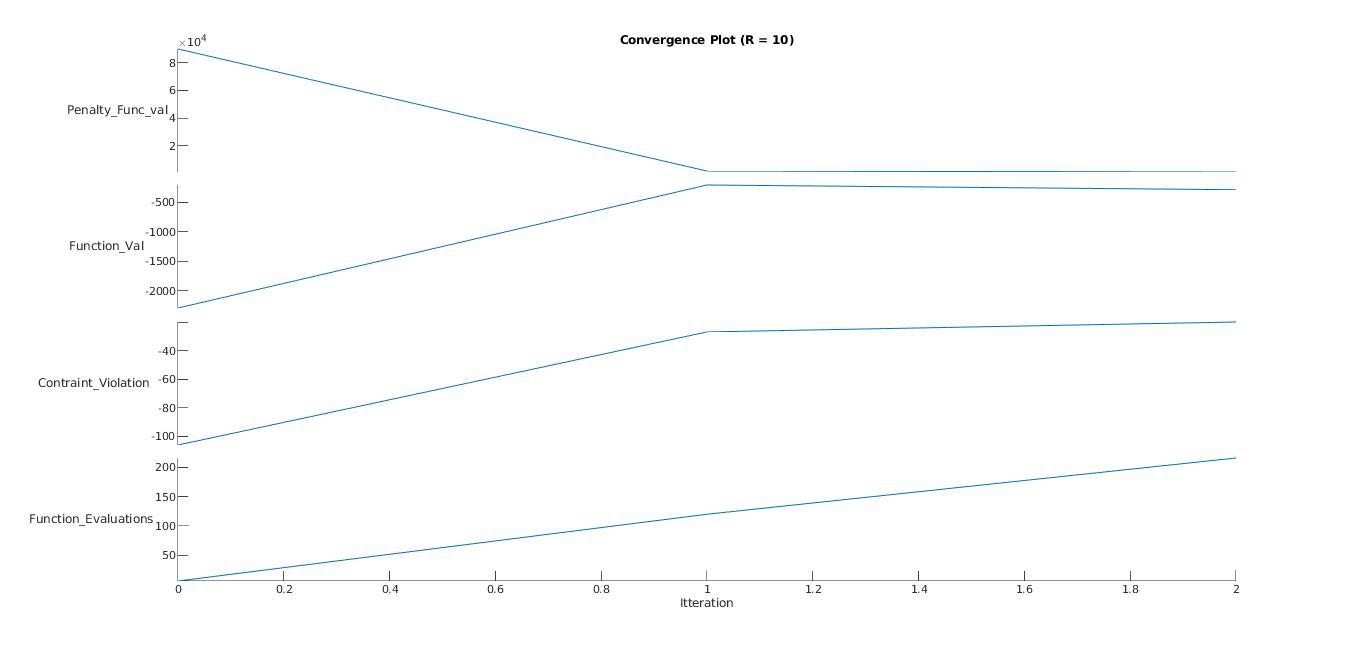 Convergence Plot (R = 10)
×10^4
8
6
Penalty_Func_val
4
2
-500
-1000
Function_Val
-1500
-2000
-40
-60
Contraint_Violation
-80
-100
200
150
Function_Evaluations
100
50
0 0.2 0.4 0.6 0.8 1 1.2 1.4 1.6 1.8 2
Itteration